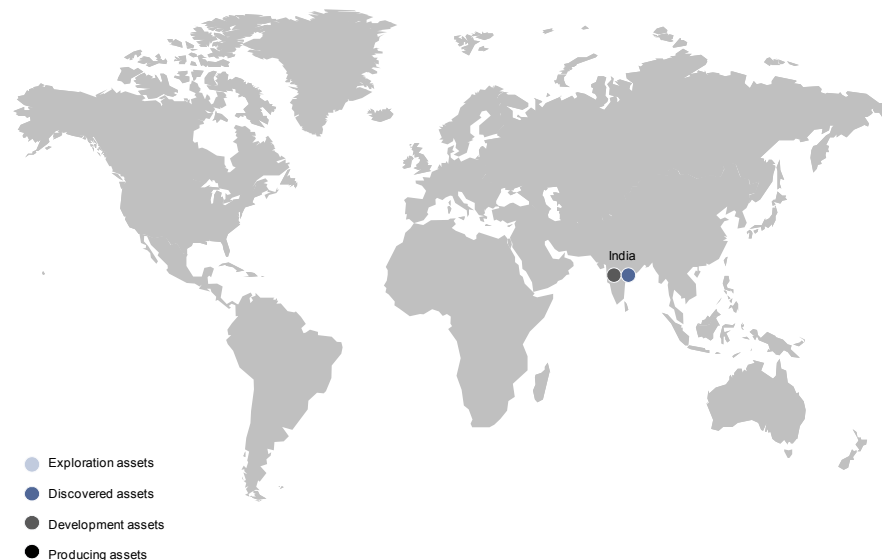 India
Exploration assets
Discovered assets
Development assets
Producing assets